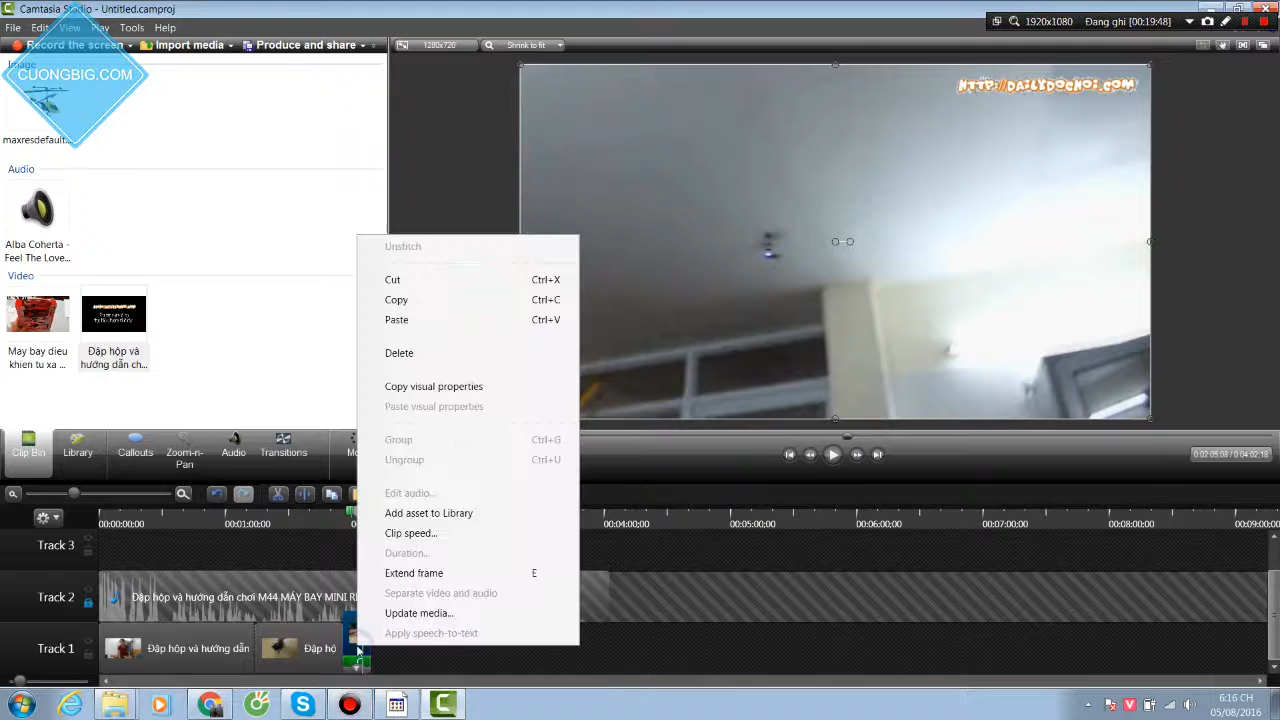 Camtasia Studio - Untitled.camproj
File Edit View Play Tools Help
1920x1080 Đang ghi [00:19:48]
Record the screen Import media Produce and share
1280x720 Shrink to fit
Image
CUONGBIG.COM
HTTP://DAILYDOCHOI.COM
maxresdefault...
Audio
Alba Coherta -
Feel The Love...
Video
May bay dieu
khien tu xa ...
Đập hộp và
hướng dẫn ch...
Unstitch
Cut Ctrl+X
Copy Ctrl+C
Paste Ctrl+V
Delete
Copy visual properties
Paste visual properties
Group Ctrl+G
Ungroup Ctrl+U
Edit audio...
Add asset to Library
Clip speed...
Duration...
Extend frame E
Separate video and audio
Update media...
Apply speech-to-text
Clip Bin Library Callouts Zoom-n-
Pan Audio Transitions
0:02:05;08 / 0:04:02;18
00:00:00;00 00:01:00;00 00:04:00;00 00:05:00;00 00:06:00;00 00:07:00;00 00:08:00;00 00:09:00;00
Track 3
Track 2 Đập hộp và hướng dẫn chơi M44 MÁY BAY MINI
Track 1 Đập hộp và hướng dẫn Đập hộ
6:16 CH
05/08/2016